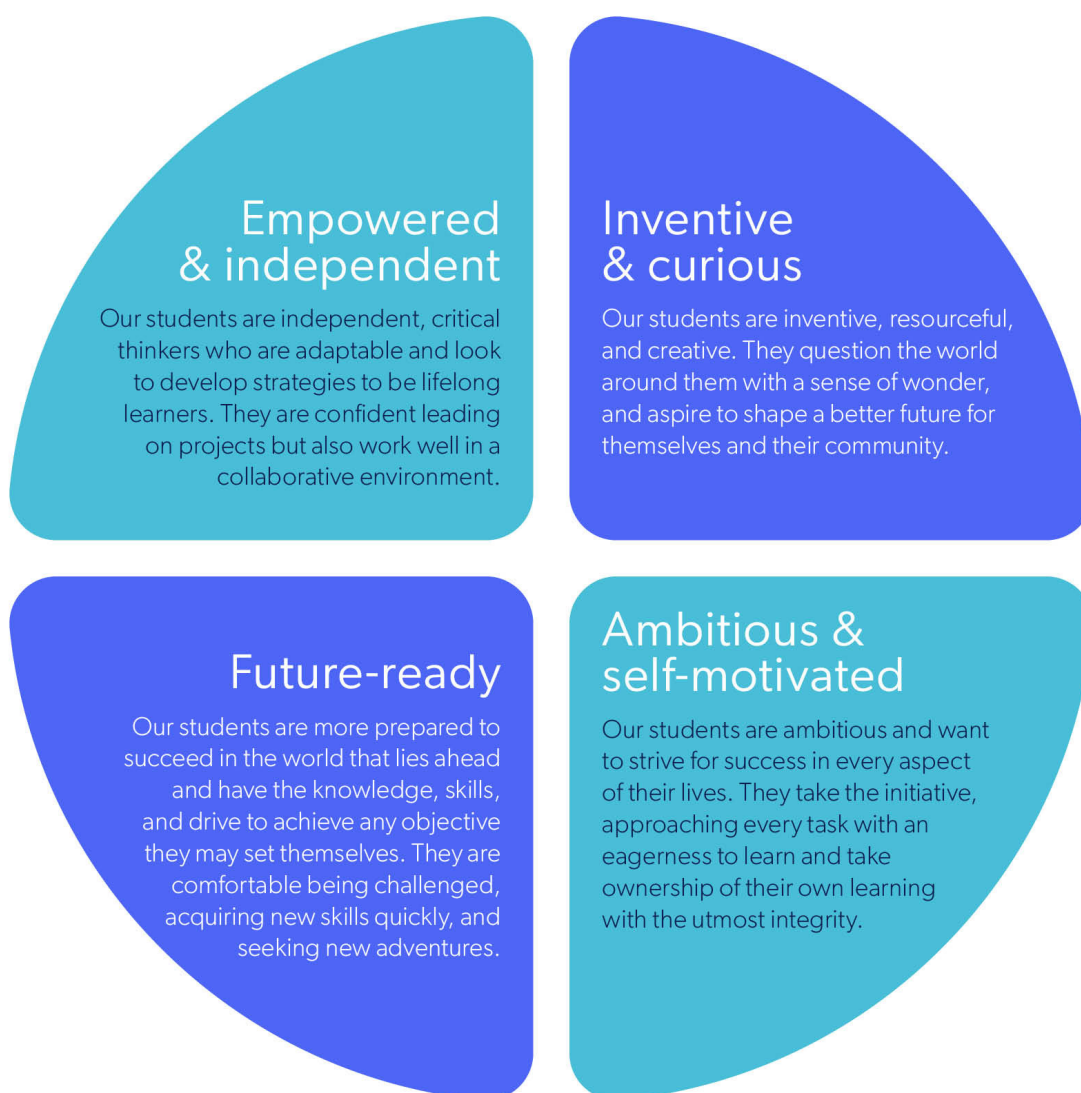 Empowered
& independent
Our students are independent, critical
thinkers who are adaptable and look
to develop strategies to be lifelong
learners. They are confident leading
on projects but also work well in a
collaborative environment.
Inventive
& curious
Our students are inventive, resourceful,
and creative. They question the world
around them with a sense of wonder,
and aspire to shape a better future for
themselves and their community.
Future-ready
Our students are more prepared to
succeed in the world that lies ahead
and have the knowledge, skills,
and drive to achieve any objective
they may set themselves. They are
comfortable being challenged,
acquiring new skills quickly, and
seeking new adventures.
Ambitious &
self-motivated
Our students are ambitious and want
to strive for success in every aspect
of their lives. They take the initiative,
approaching every task with an
eagerness to learn and take
ownership of their own learning
with the utmost integrity.